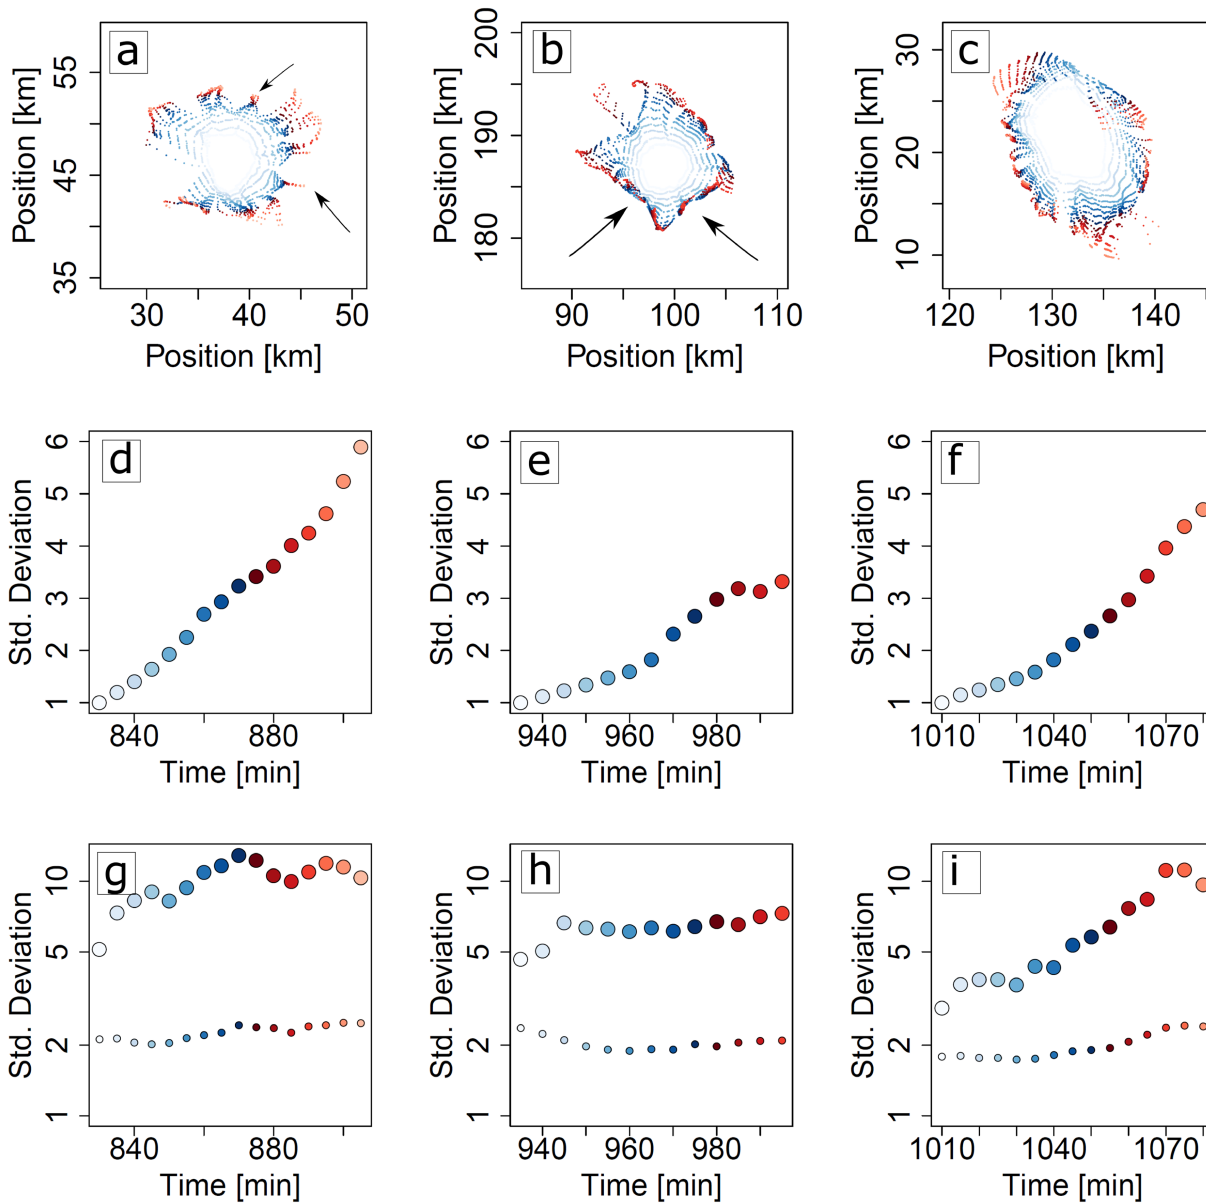 a
Position [km]
35 45 55
30 40 50
Position [km]
b
Position [km]
180 190 200
90 100 110
Position [km]
c
Position [km]
10 20 30
120 130 140
Position [km]
d
Std. Deviation
1 2 3 4 5 6
840 880
Time [min]
e
Std. Deviation
1 2 3 4 5 6
940 960 980
Time [min]
f
Std. Deviation
1 2 3 4 5 6
1010 1040 1070
Time [min]
g
Std. Deviation
1 2 5 10
840 880
Time [min]
h
Std. Deviation
1 2 5 10
940 960 980
Time [min]
i
Std. Deviation
1 2 5 10
1010 1040 1070
Time [min]